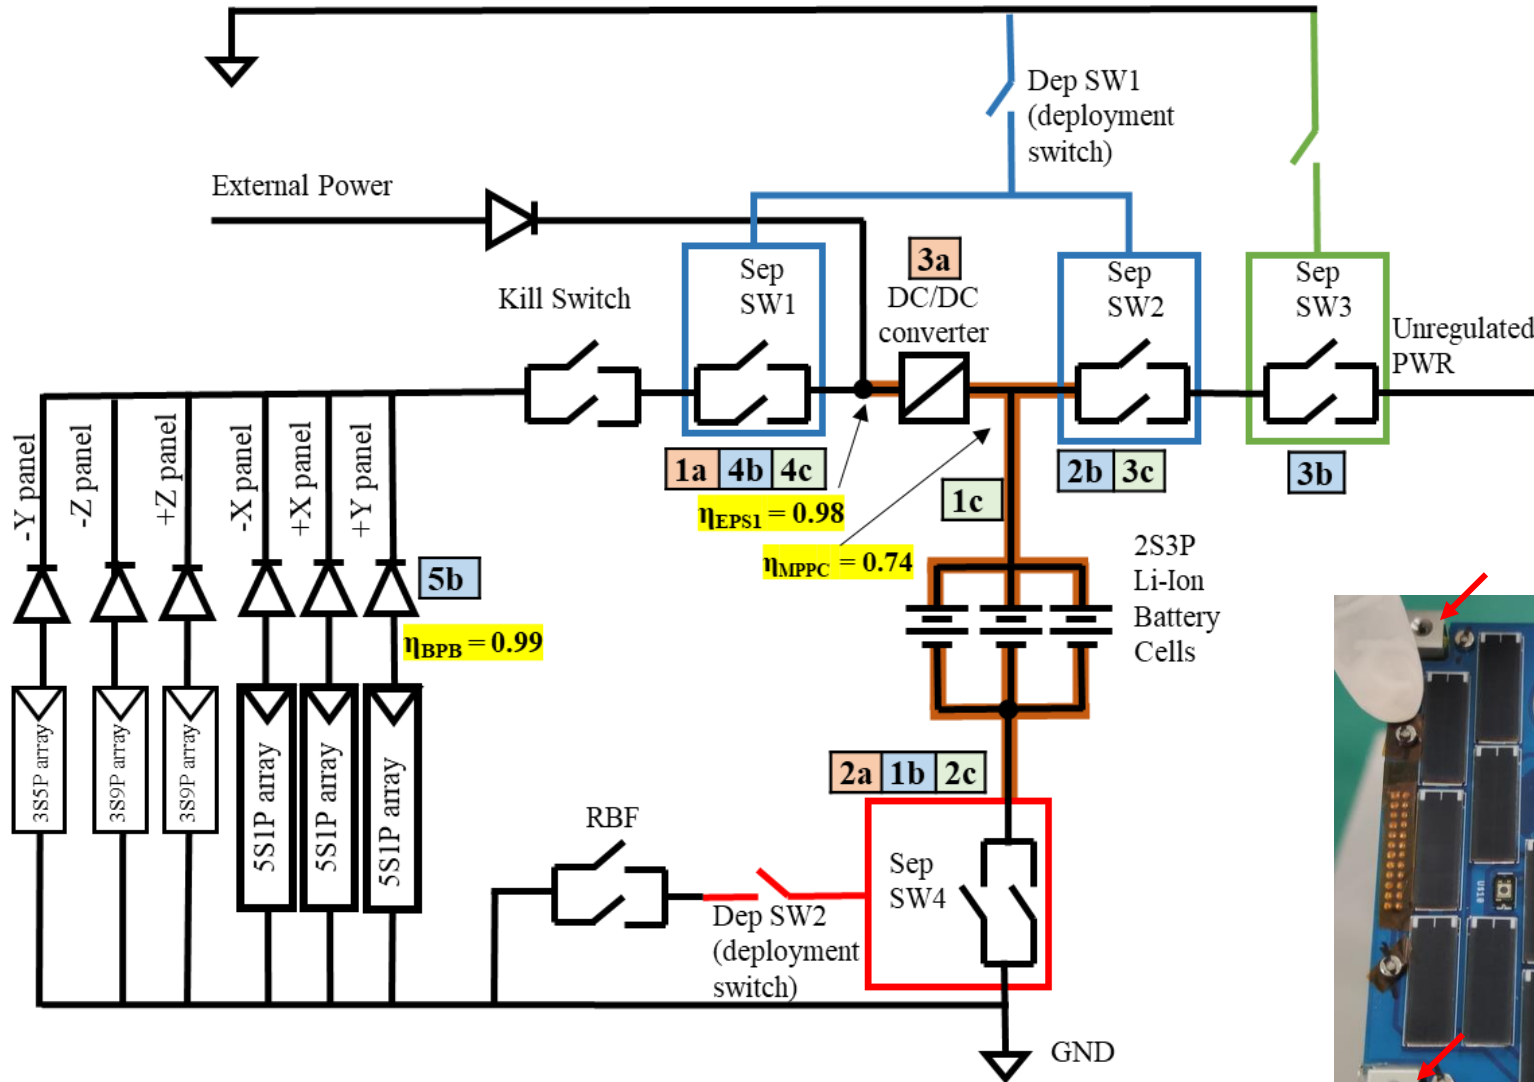 Dep SW1
(deployment
switch)
External Power
Sep
SW1
3a
DC/DC
converter
Sep
SW2
Sep
SW3
Kill Switch
Unregulated
PWR
-Y panel
-Z panel
+Z panel
-X panel
+X panel
+Y panel
1a 4b 4c
2b 3c
3b
1c
ηEPS1 = 0.98
ηMPPC = 0.74
2S3P
Li-Ion
Battery
Cells
5b
ηBPB = 0.99
3S5P array
3S9P array
3S9P array
5S1P array
5S1P array
5S1P array
2a 1b 2c
RBF
Sep
SW4
Dep SW2
(deployment
switch)
GND